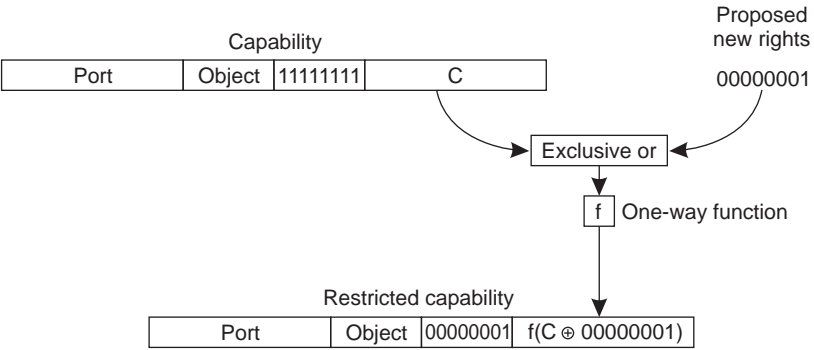 Proposed
new rights
Capability
Port Object 11111111 C
00000001
Exclusive or
f One-way function
Restricted capability
Port Object 00000001 f(C ⊕ 00000001)